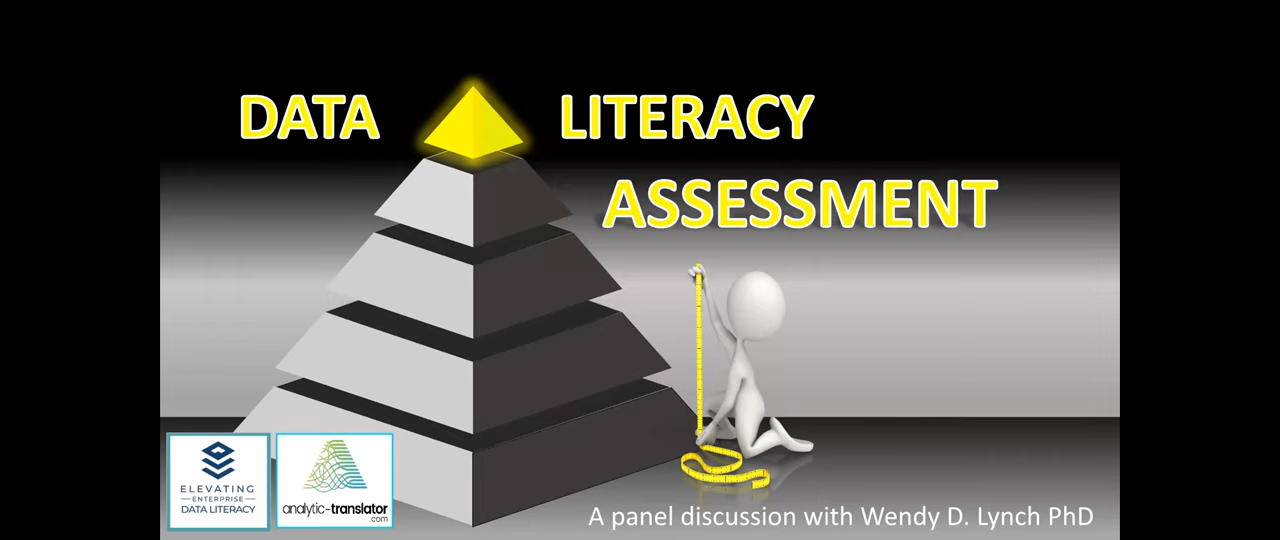 DATA LITERACY
ASSESSMENT
ELEVATING
ENTERPRISE
DATA LITERACY
analytic-translator
.com
A panel discussion with Wendy D. Lynch PhD